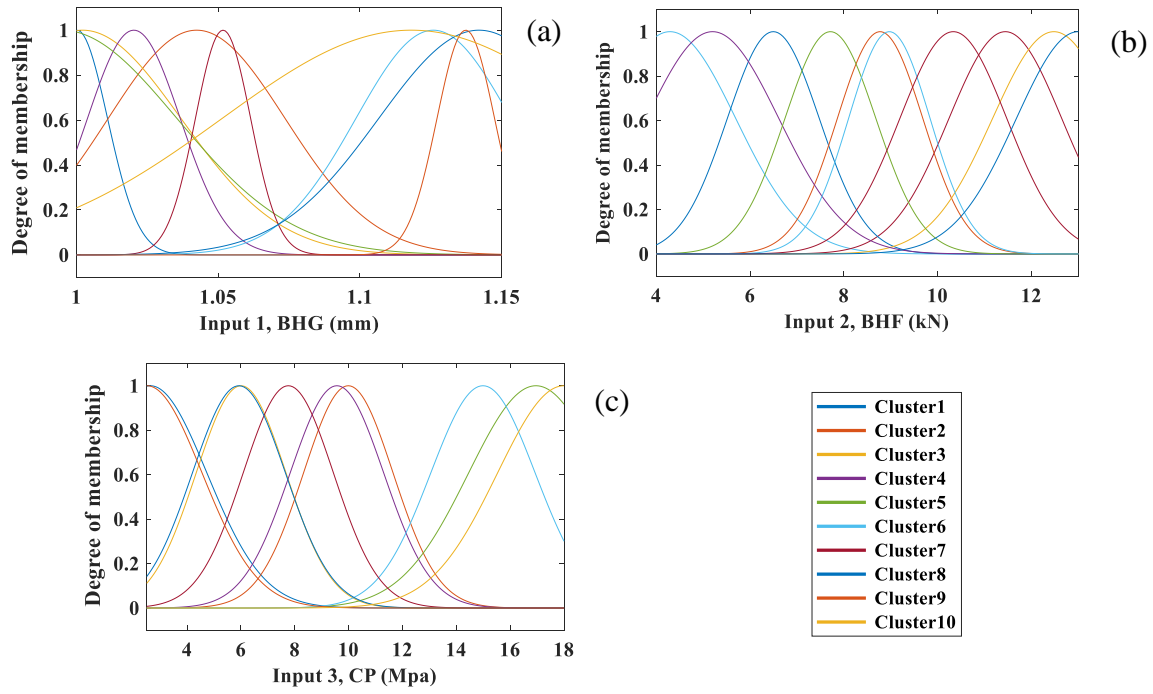 (a)
Degree of membership
1
0.8
0.6
0.4
0.2
0
1 1.05 1.1 1.15
Input 1, BHG (mm)
(b)
Degree of membership
1
0.8
0.6
0.4
0.2
0
4 6 8 10 12
Input 2, BHF (kN)
(c)
Degree of membership
1
0.8
0.6
0.4
0.2
0
4 6 8 10 12 14 16 18
Input 3, CP (Mpa)
Cluster1
Cluster2
Cluster3
Cluster4
Cluster5
Cluster6
Cluster7
Cluster8
Cluster9
Cluster10